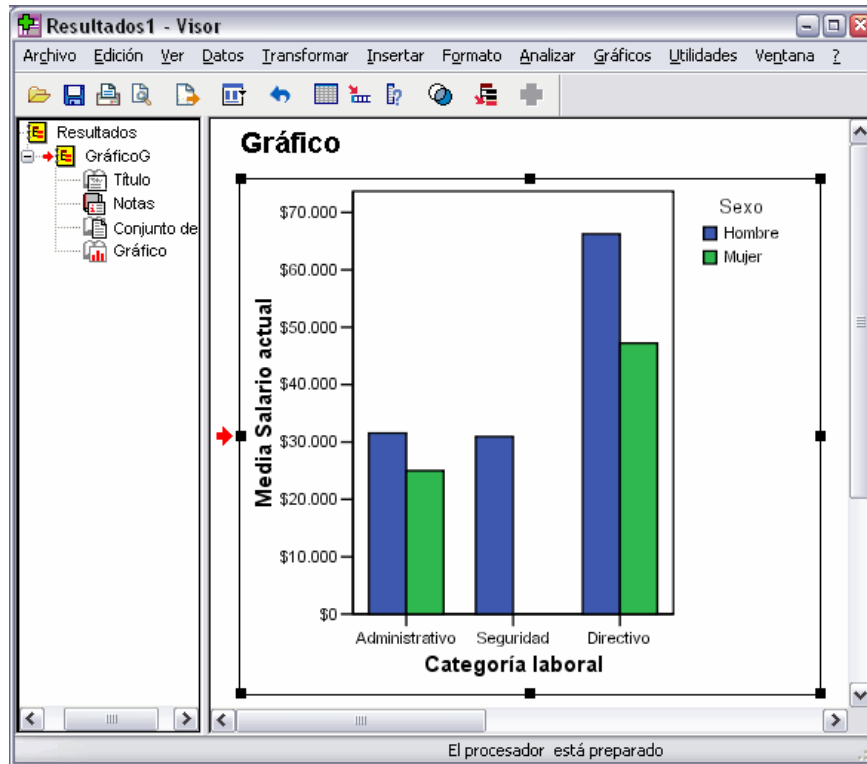 Resultados1 - Visor
Archivo Edición Ver Datos Transformar Insertar Formato Analizar Gráficos Utilidades Ventana ?
Resultados
GráficoG
Título
Notas
Conjunto de
Gráfico
Gráfico
Sexo
Hombre
Mujer
Media Salario actual
$70.000
$60.000
$50.000
$40.000
$30.000
$20.000
$10.000
$0
Administrativo Seguridad Directivo
Categoría laboral
El procesador está preparado